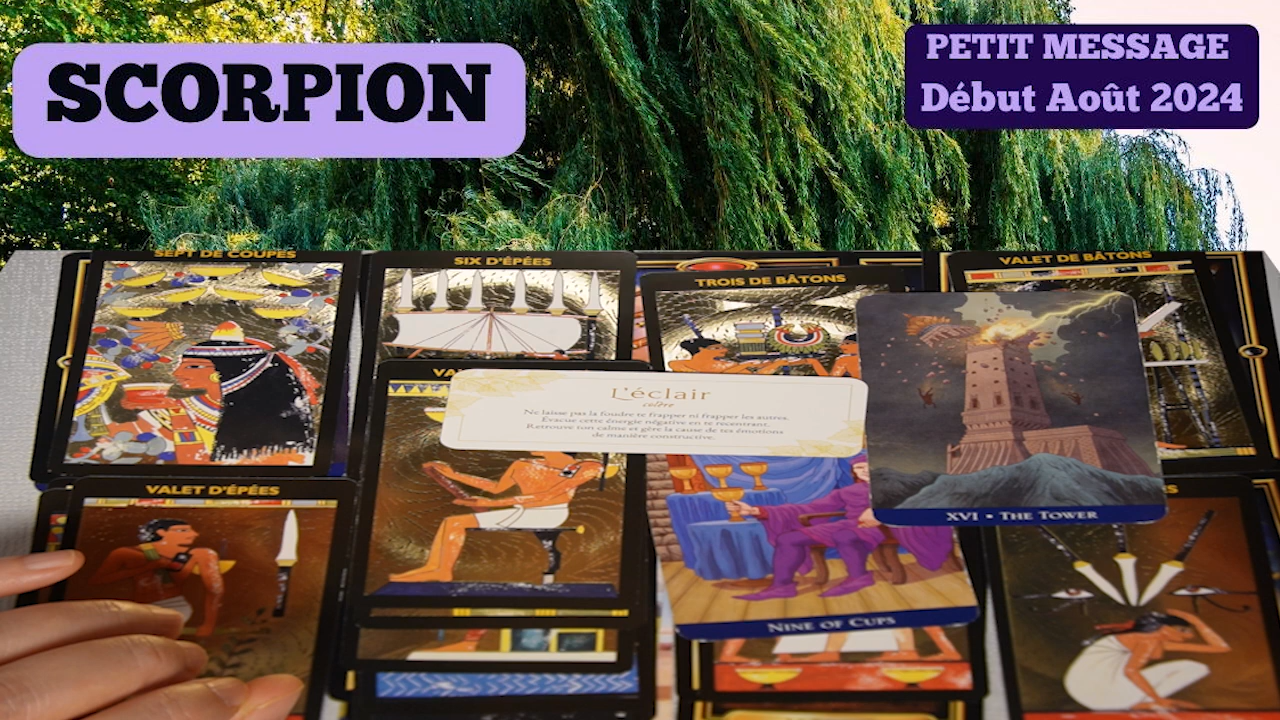 SCORPION
PETIT MESSAGE
Début Août 2024
SEPT DE COUPES
SIX D'ÉPÉES
TROIS DE BÂTONS
VALET DE BÂTONS
L'éclair
colère
Ne laisse pas la foudre te frapper ni frapper les autres.
Évacue cette énergie négative en te recentrant.
Retrouve ton calme et gère la cause de tes émotions
de manière constructive.
VALET D'ÉPÉES
XVI • THE TOWER
NINE OF CUPS